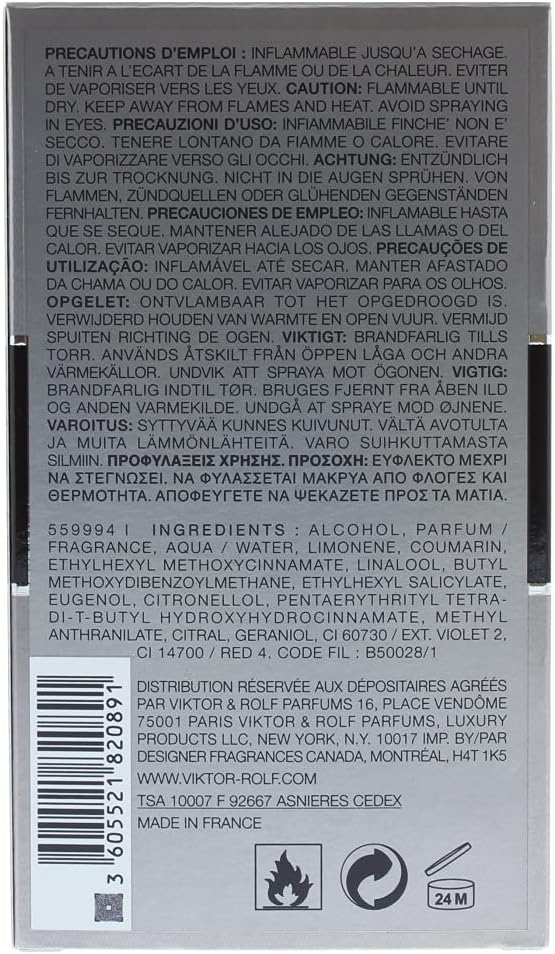 PRECAUTIONS D'EMPLOI : INFLAMMABLE JUSQU'A SECHAGE.
A TENIR A L'ECART DE LA FLAMME OU DE LA CHALEUR. EVITER
DE VAPORISER VERS LES YEUX. CAUTION: FLAMMABLE UNTIL
DRY. KEEP AWAY FROM FLAMES AND HEAT. AVOID SPRAYING
IN EYES. PRECAUZIONI D'USO: INFIAMMABILE FINCHE' NON E'
SECCO. TENERE LONTANO DA FIAMME O CALORE. EVITARE
DI VAPORIZZARE VERSO GLI OCCHI. ACHTUNG: ENTZÜNDLICH
BIS ZUR TROCKNUNG. NICHT IN DIE AUGEN SPRÜHEN. VON
FLAMMEN, ZÜNDQUELLEN ODER GLÜHENDEN GEGENSTÄNDEN
FERNHALTEN. PRECAUCIONES DE EMPLEO: INFLAMABLE HASTA
QUE SE SEQUE. MANTENER ALEJADO DE LAS LLAMAS O DEL
CALOR. EVITAR VAPORIZAR HACIA LOS OJOS. PRECAUÇÕES DE
UTILIZAÇÃO: INFLAMÁVEL ATÉ SECAR. MANTER AFASTADO
DA CHAMA OU DO CALOR. EVITAR VAPORIZAR PARA OS OLHOS.
OPGELET: ONTVLAMBAAR TOT HET OPGEDROOGD IS.
VERWIJDERD HOUDEN VAN WARMTE EN OPEN VUUR. VERMIJD
SPUITEN RICHTING DE OGEN. VIKTIGT: BRANDFARLIG TILLS
TORR. ANVÄNDS ÅTSKILT FRÅN ÖPPEN LÅGA OCH ANDRA
VÄRMEKÄLLOR. UNDVIK ATT SPRAYA MOT ÖGONEN. VIGTIG:
BRANDFARLIG INDTIL TØR. BRUGES FJERNT FRA ÅBEN ILD
OG ANDEN VARMEKILDE. UNDGÅ AT SPRAYE MOD ØJNENE.
VAROITUS: SYTTYVÄÄ KUNNES KUIVUNUT. VÄLTÄ AVOTULTA
JA MUITA LÄMMÖNLÄHTEITÄ. VARO SUIHKUTTAMASTA
SILMIIN. ΠΡΟΦΥΛΑΞΕΙΣ ΧΡΗΣΗΣ. ΠΡΟΣΟΧΗ: ΕΥΦΛΕΚΤΟ ΜΕΧΡΙ
ΝΑ ΣΤΕΓΝΩΣΕΙ. ΝΑ ΦΥΛΑΣΣΕΤΑΙ ΜΑΚΡΥΑ ΑΠΟ ΦΛΟΓΕΣ ΚΑΙ
ΘΕΡΜΟΤΗΤΑ. ΑΠΟΦΕΥΓΕΤΕ ΝΑ ΨΕΚΑΖΕΤΕ ΠΡΟΣ ΤΑ ΜΑΤΙΑ.
559994 I INGREDIENTS : ALCOHOL, PARFUM /
FRAGRANCE, AQUA / WATER, LIMONENE, COUMARIN,
ETHYLHEXYL METHOXYCINNAMATE, LINALOOL, BUTYL
METHOXYDIBENZOYLMETHANE, ETHYLHEXYL SALICYLATE,
EUGENOL, CITRONELLOL, PENTAERYTHRITYL TETRA-
DI-T-BUTYL HYDROXYHYDROCINNAMATE, METHYL
ANTHRANILATE, CITRAL, GERANIOL, CI 60730 / EXT. VIOLET 2,
CI 14700 / RED 4. CODE FIL : B50028/1
DISTRIBUTION RÉSERVÉE AUX DÉPOSITAIRES AGRÉÉS
PAR VIKTOR & ROLF PARFUMS 16, PLACE VENDÔME
75001 PARIS VIKTOR & ROLF PARFUMS, LUXURY
PRODUCTS LLC, NEW YORK, N.Y. 10017 IMP. BY/PAR
DESIGNER FRAGRANCES CANADA, MONTRÉAL, H4T 1K5
WWW.VIKTOR-ROLF.COM
TSA 10007 F 92667 ASNIERES CEDEX
MADE IN FRANCE
3 605521 820891
24 M